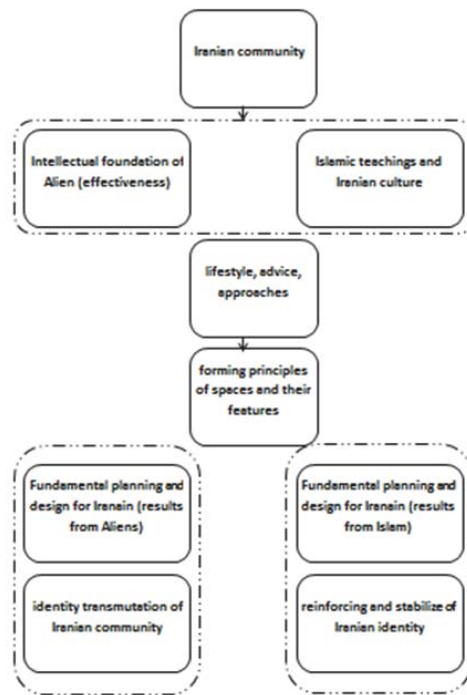 Iranian community
Intellectual foundation of
Alien (effectiveness)
Islamic teachings and
Iranian culture
lifestyle, advice,
approaches
forming principles
of spaces and their
features
Fundamental planning and
design for Iranain (results
from Aliens)
Fundamental planning and
design for Iranain (results
from Islam)
identity transmutation of
Iranian community
reinforcing and stabilize of
Iranian identity